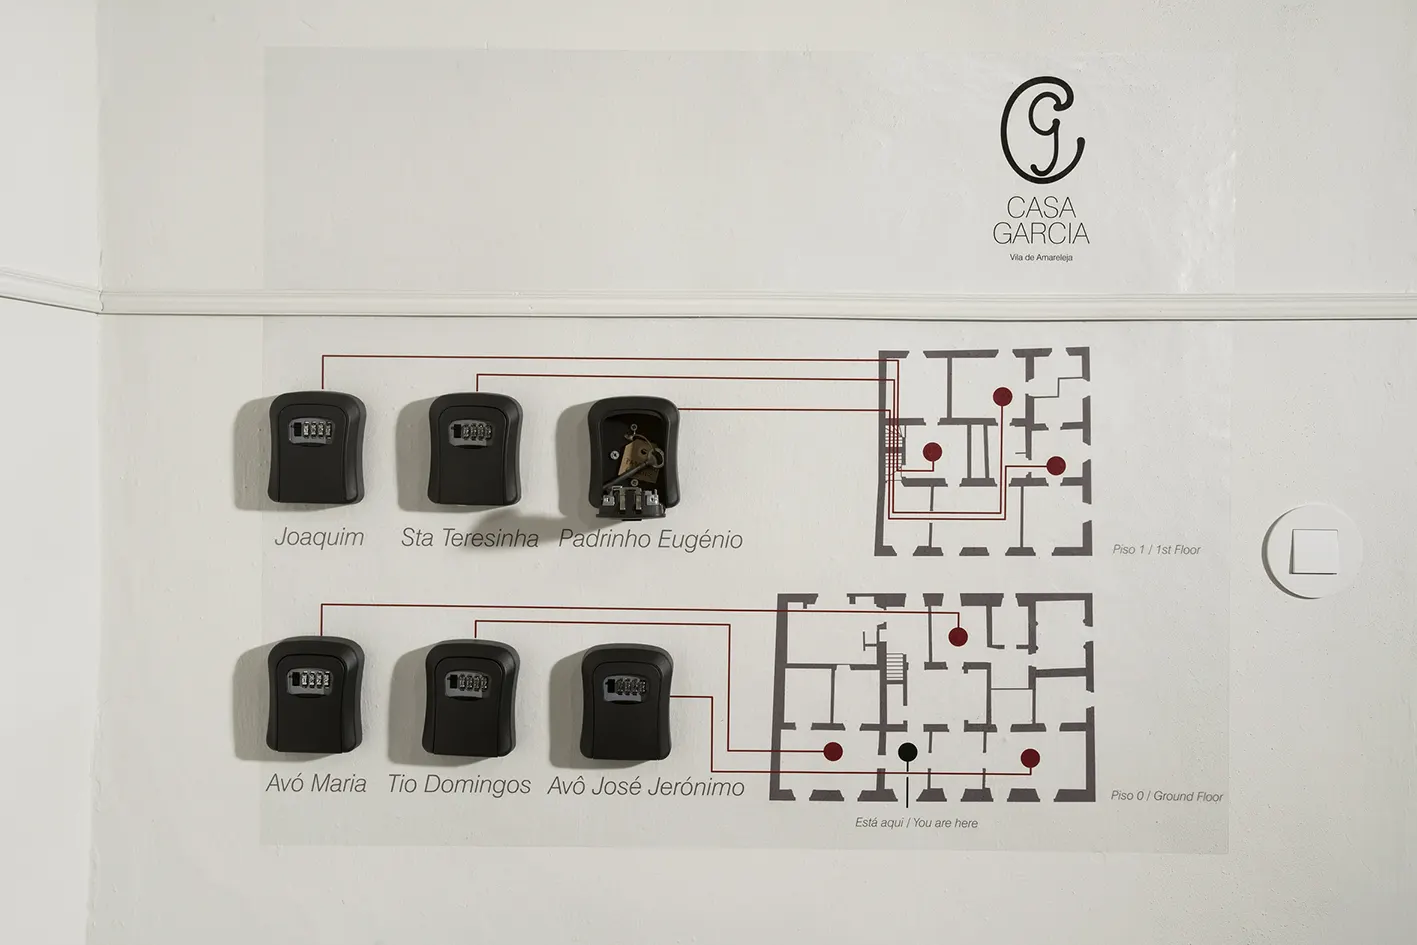 CASA
GARCIA
Vila de Amareleja
Joaquim
Sta Teresinha
Padrinho Eugénio
Piso 1 / 1st Floor
Avó Maria
Tio Domingos
Avô José Jerónimo
Piso 0 / Ground Floor
Está aqui / You are here